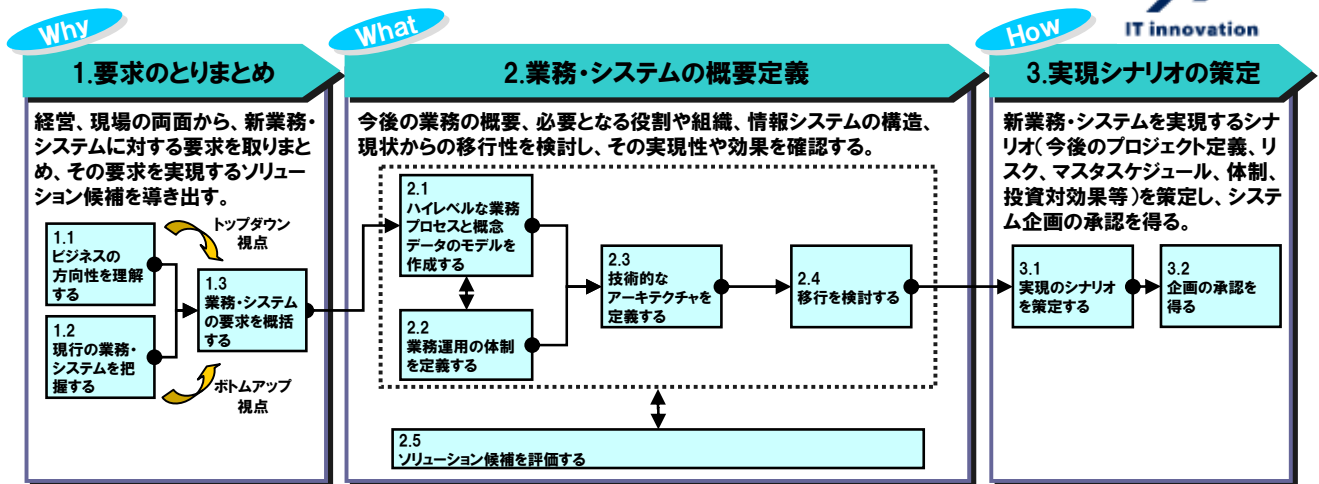 IT innovation
Why
1.要求のとりまとめ
経営、現場の両面から、新業務・
システムに対する要求を取りまと
め、その要求を実現するソリュー
ション候補を導き出す。
トップダウン
視点
1.1
ビジネスの
方向性を理解
する
1.3
業務・システム
の要求を概括
する
1.2
現行の業務・
システムを把
握する
ボトムアップ
視点
What
2.業務・システムの概要定義
今後の業務の概要、必要となる役割や組織、情報システムの構造、
現状からの移行性を検討し、その実現性や効果を確認する。
2.1
ハイレベルな業務
プロセスと概念
データのモデルを
作成する
2.2
業務運用の体制
を定義する
2.3
技術的な
アーキテクチャを
定義する
2.4
移行を検討する
2.5
ソリューション候補を評価する
How
3.実現シナリオの策定
新業務・システムを実現するシナ
リオ(今後のプロジェクト定義、リ
スク、マスタスケジュール、体制、
投資対効果等)を策定し、システ
ム企画の承認を得る。
3.1
実現のシナリオ
を策定する
3.2
企画の承認を
得る